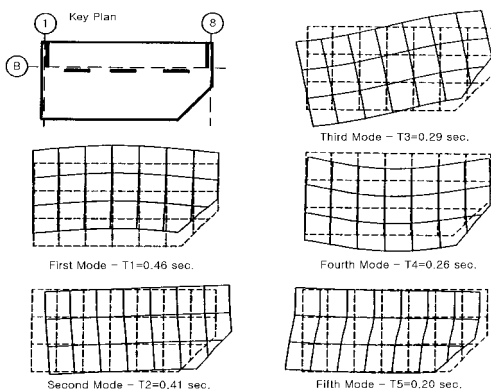 1
Key Plan
8
B
Third Mode - T3=0.29 sec.
First Mode - T1=0.46 sec.
Fourth Mode - T4=0.26 sec.
Second Mode - T2=0.41 sec.
Fifth Mode - T5=0.20 sec.